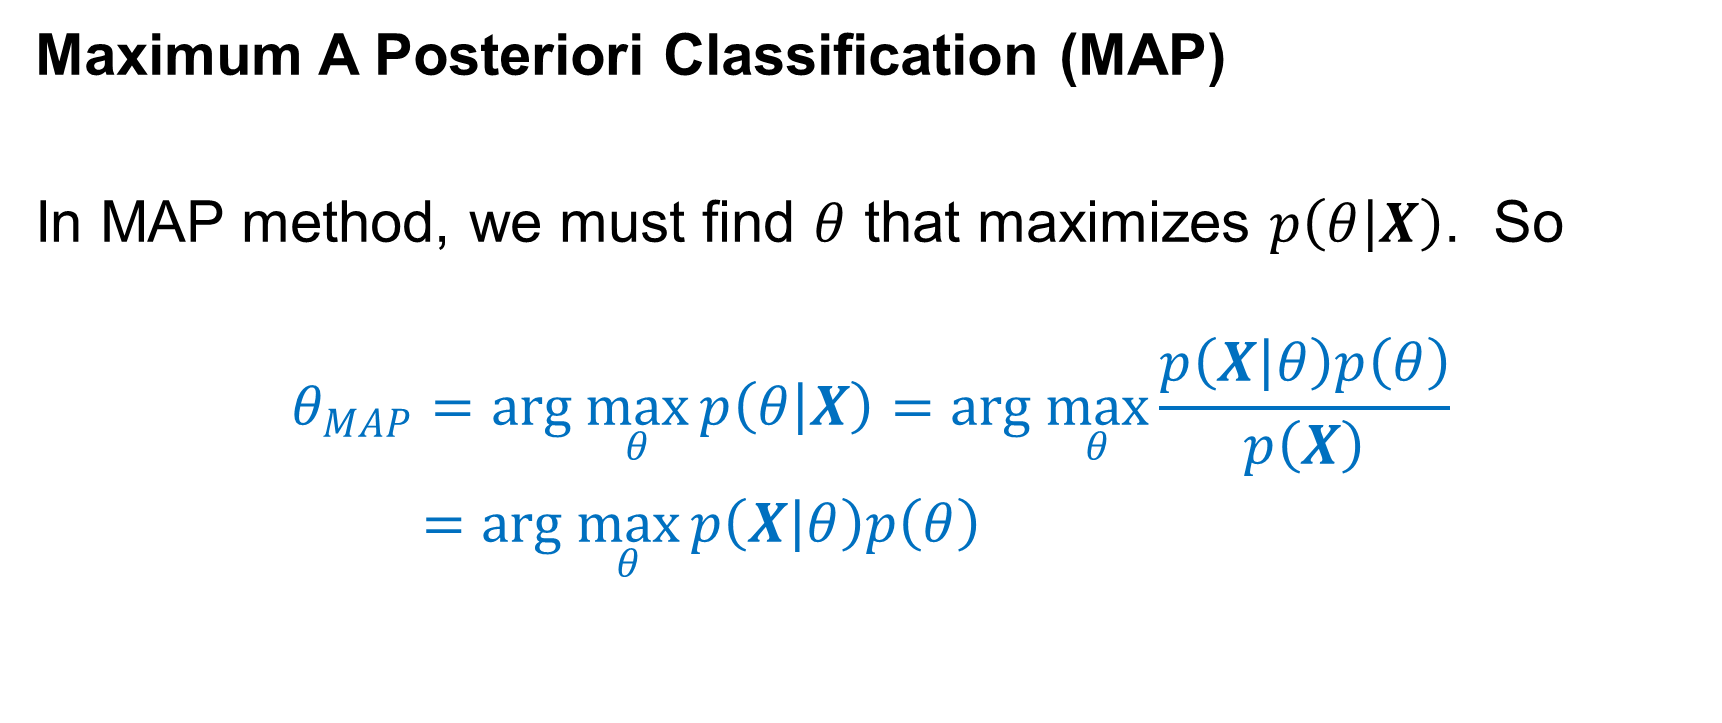 Maximum A Posteriori Classification (MAP)
In MAP method, we must find θ that maximizes p(θ|X). So
θ_MAP = arg max_θ p(θ|X) = arg max_θ p(X|θ)p(θ) / p(X)
= arg max_θ p(X|θ)p(θ)